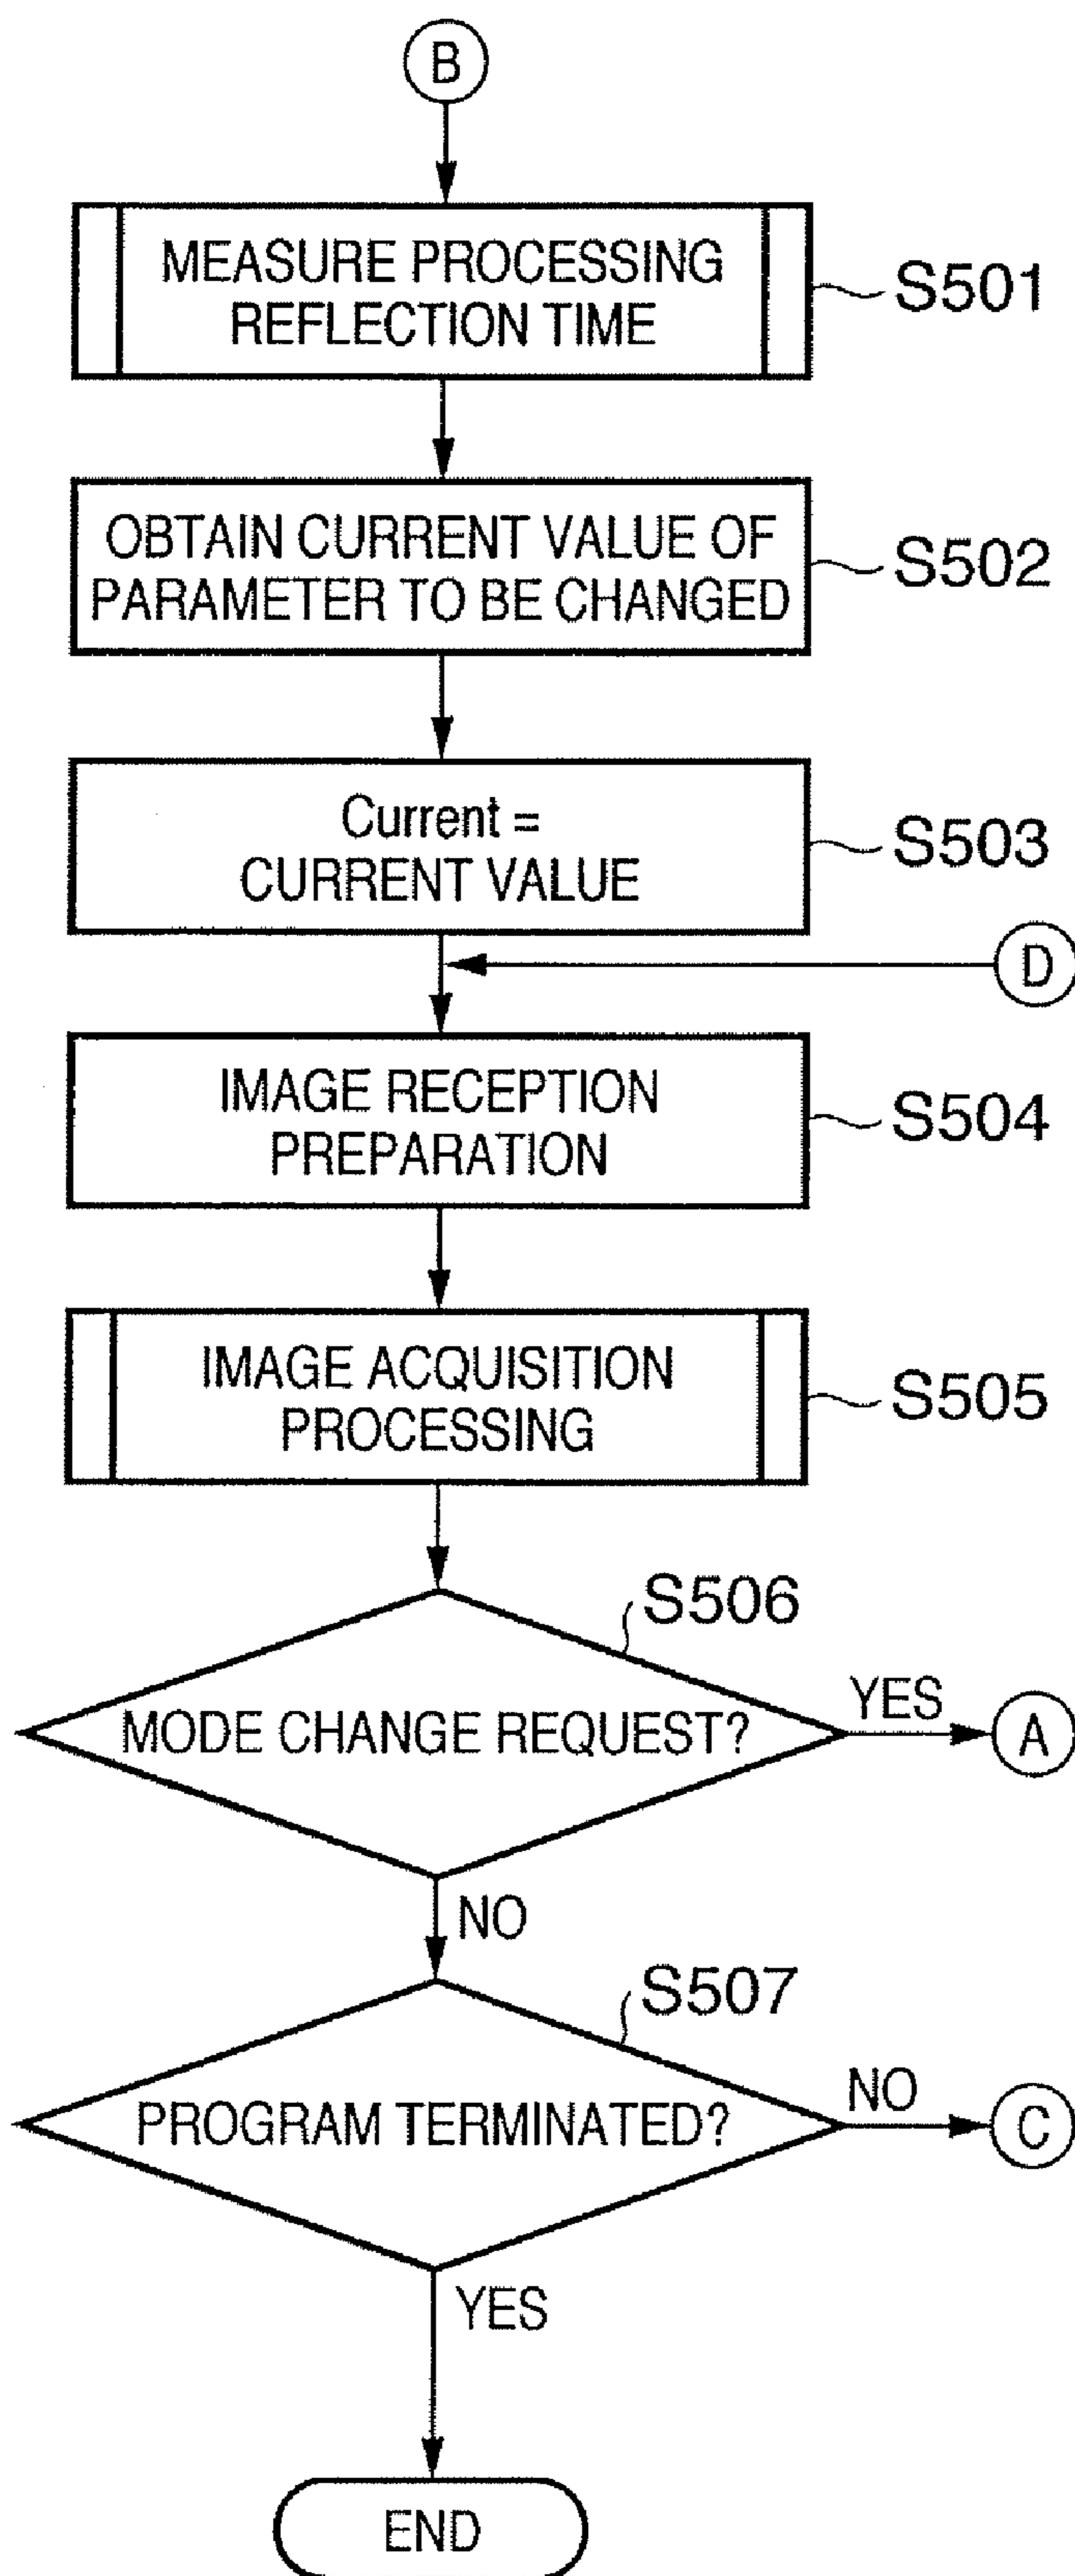 B
MEASURE PROCESSING
REFLECTION TIME
S501
OBTAIN CURRENT VALUE OF
PARAMETER TO BE CHANGED
S502
Current =
CURRENT VALUE
S503
D
IMAGE RECEPTION
PREPARATION
S504
IMAGE ACQUISITION
PROCESSING
S505
S506
MODE CHANGE REQUEST?
YES
A
NO
S507
PROGRAM TERMINATED?
NO
C
YES
END